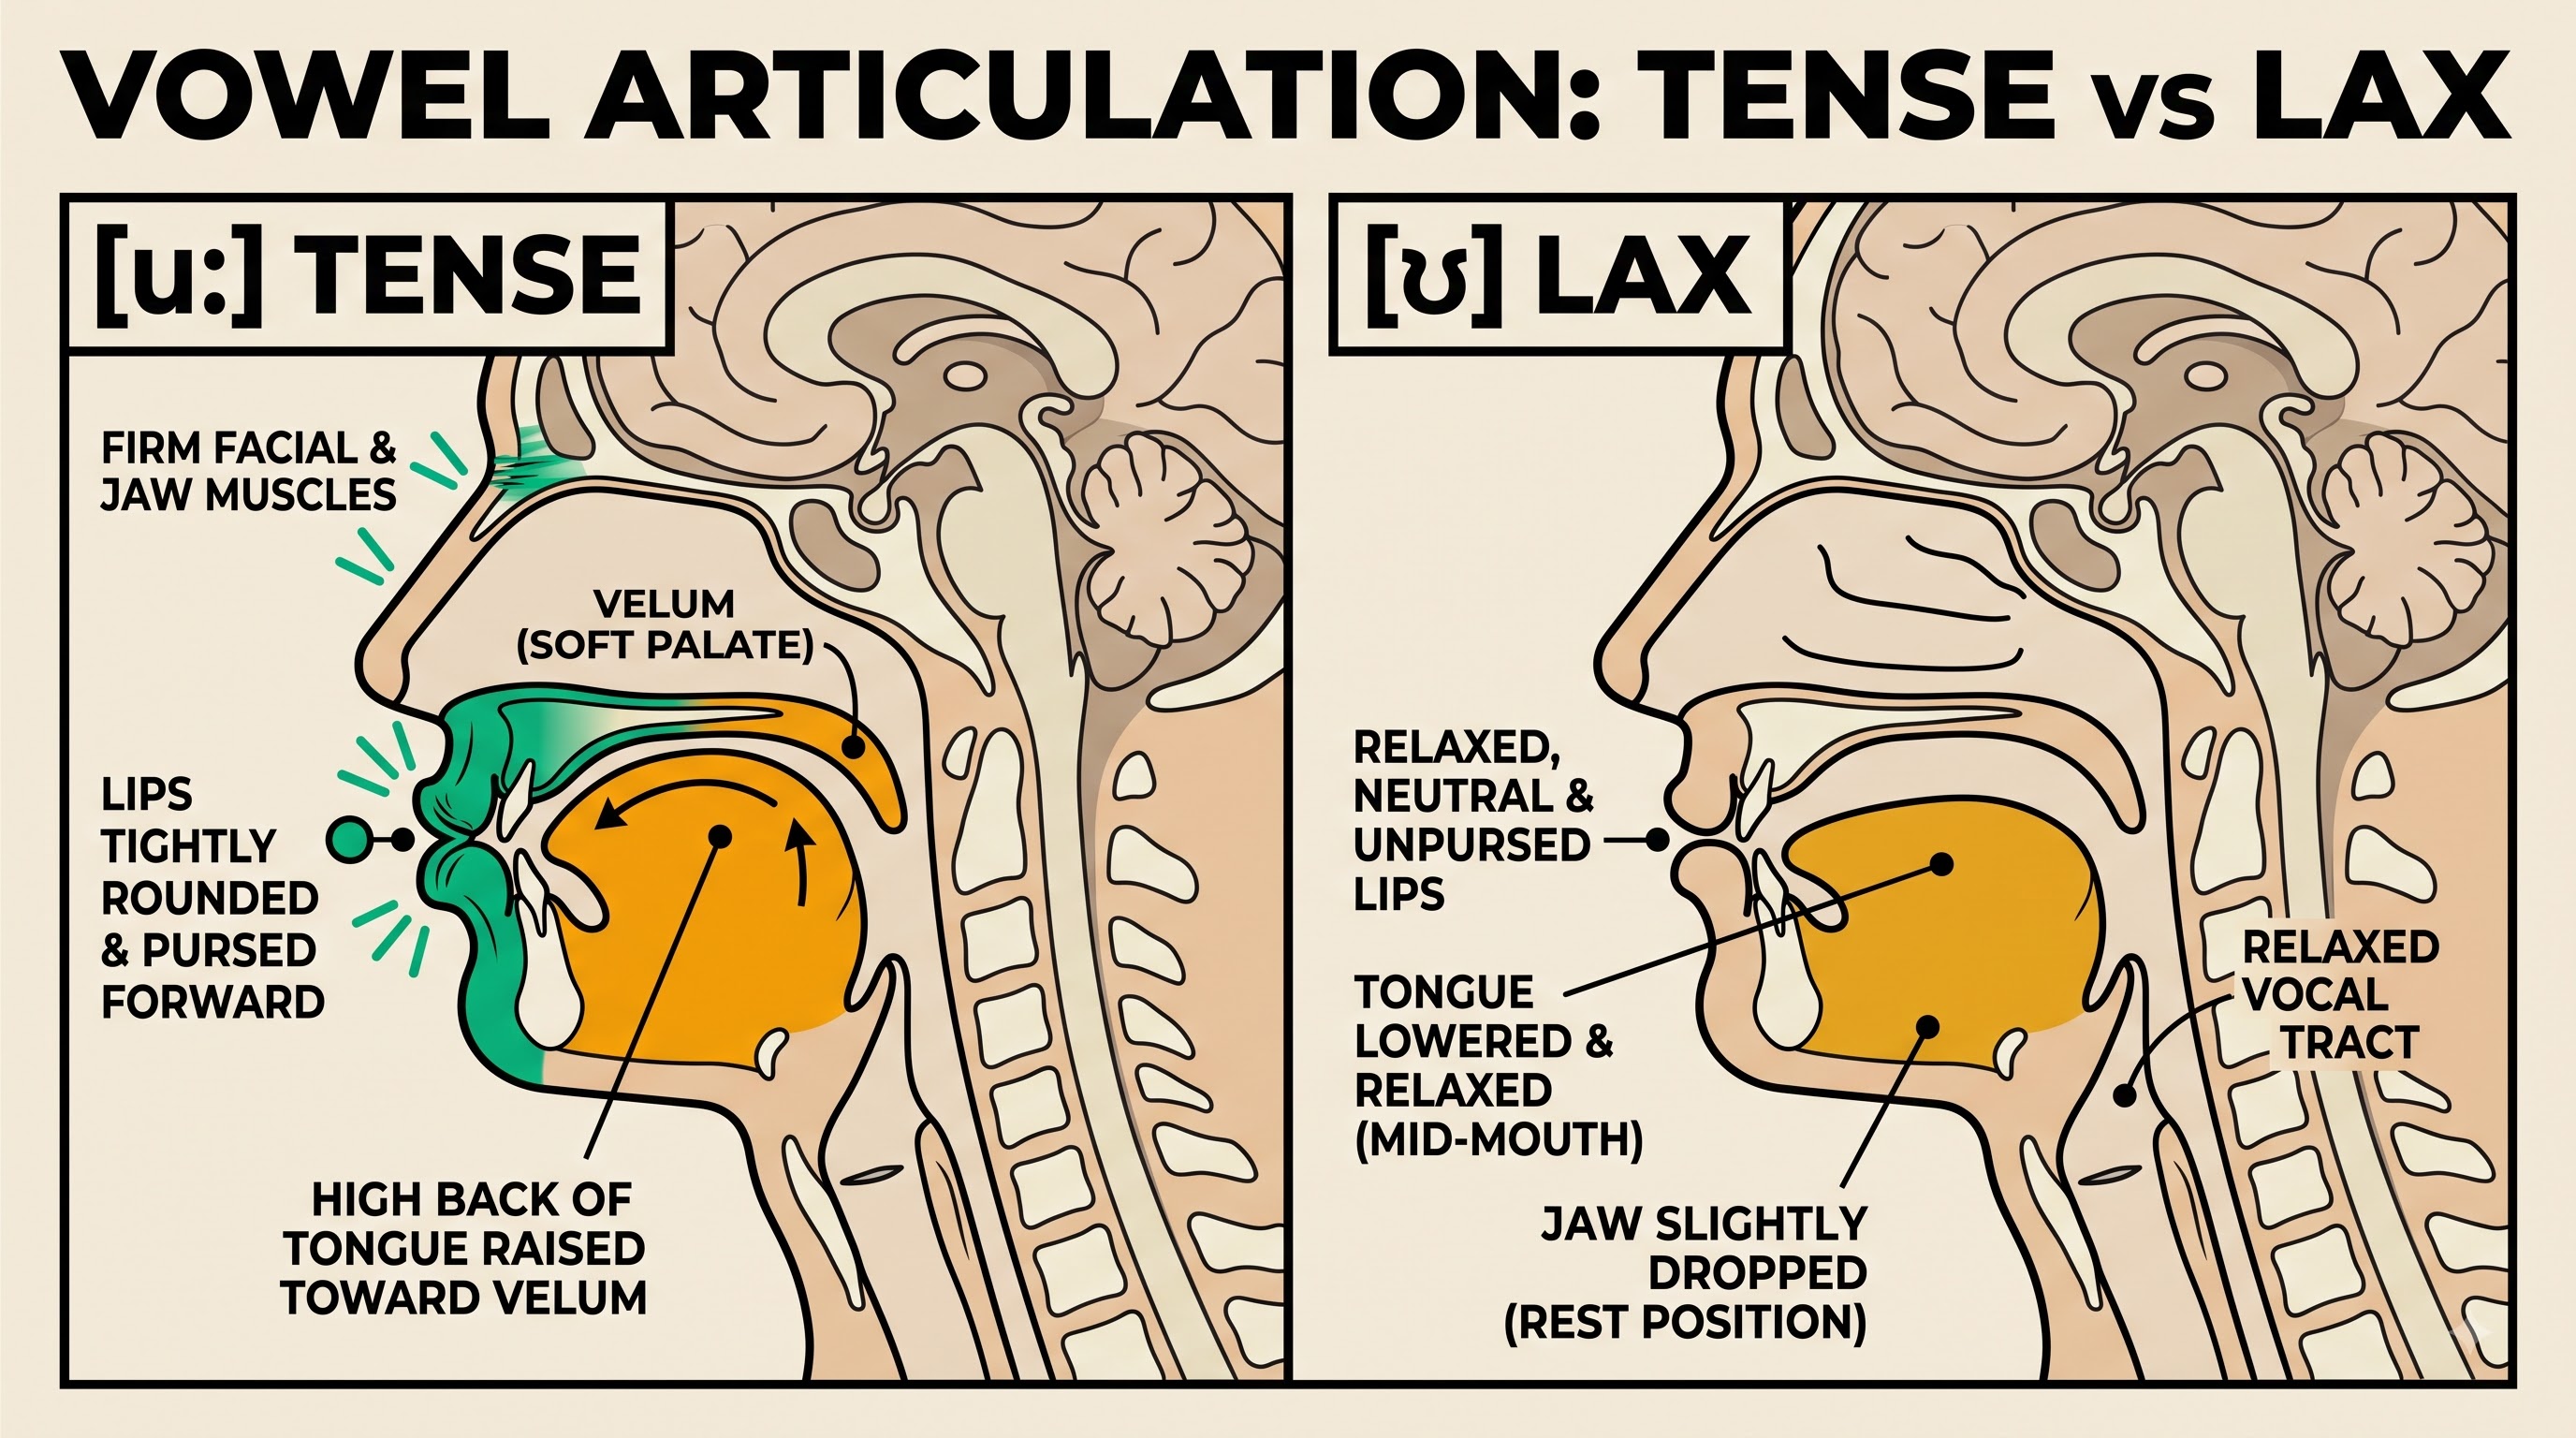 VOWEL ARTICULATION: TENSE VS LAX
[u:] TENSE
FIRM FACIAL &
JAW MUSCLES
VELUM
(SOFT PALATE)
LIPS
TIGHTLY
ROUNDED
& PURSED
FORWARD
HIGH BACK OF
TONGUE RAISED
TOWARD VELUM
[ʊ] LAX
RELAXED,
NEUTRAL &
UNPURSED
LIPS
TONGUE
LOWERED &
RELAXED
(MID-MOUTH)
JAW SLIGHTLY
DROPPED
(REST POSITION)
RELAXED
VOCAL
TRACT